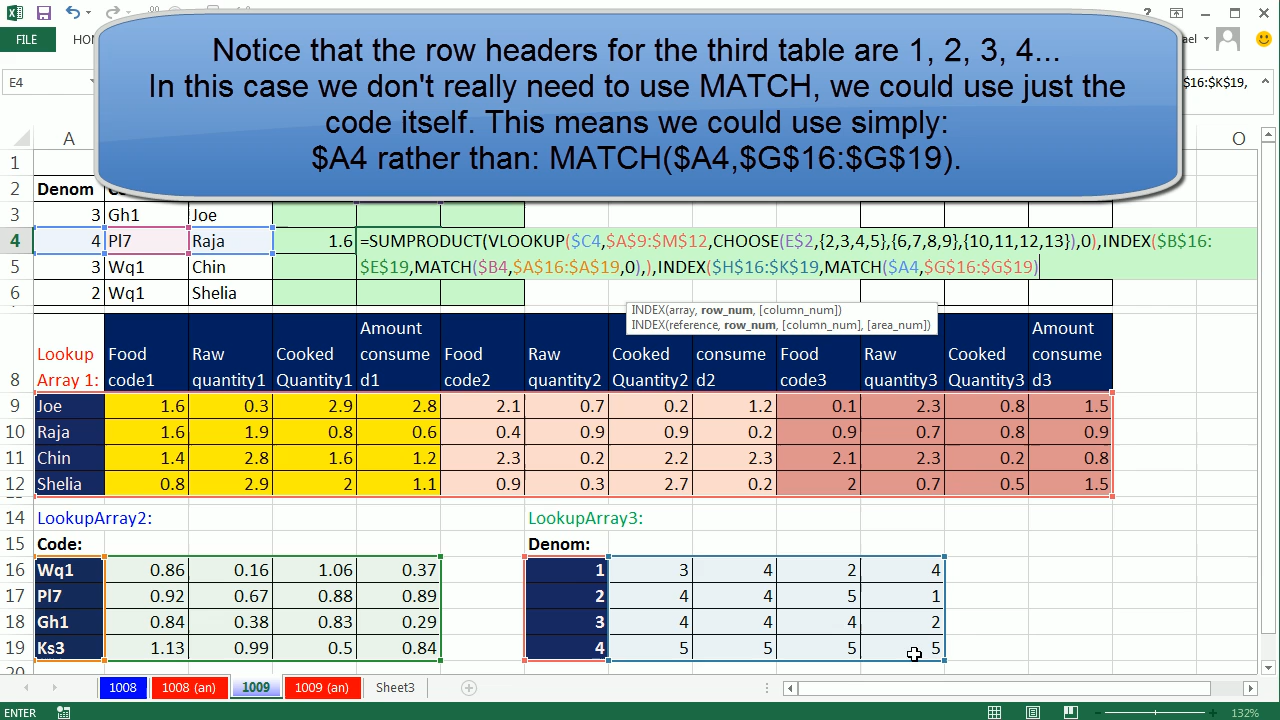 Notice that the row headers for the third table are 1, 2, 3, 4...
In this case we don't really need to use MATCH, we could use just the
code itself. This means we could use simply:
$A4 rather than: MATCH($A4,$G$16:$G$19).
FILE
ael
E4
$16:$K$19,
A O
1
2 Denom
3 3 Gh1 Joe
4 4 Pl7 Raja 1.6 =SUMPRODUCT(VLOOKUP($C4,$A$9:$M$12,CHOOSE(E$2,{2,3,4,5},{6,7,8,9},{10,11,12,13}),0),INDEX($B$16:
5 3 Wq1 Chin $E$19,MATCH($B4,$A$16:$A$19,0),),INDEX($H$16:$K$19,MATCH($A4,$G$16:$G$19)
6 2 Wq1 Shelia
INDEX(array, row_num, [column_num])
INDEX(reference, row_num, [column_num], [area_num])
Amount Amount
Lookup Food Raw Cooked consume Food Raw Cooked consume Food Raw Cooked consume
8 Array 1: code1 quantity1 Quantity1 d1 code2 quantity2 Quantity2 d2 code3 quantity3 Quantity3 d3
9 Joe 1.6 0.3 2.9 2.8 2.1 0.7 0.2 1.2 0.1 2.3 0.8 1.5
10 Raja 1.6 1.9 0.8 0.6 0.4 0.9 0.9 0.2 0.9 0.7 0.8 0.9
11 Chin 1.4 2.8 1.6 1.2 2.3 0.2 2.2 2.3 2.1 2.3 0.2 0.8
12 Shelia 0.8 2.9 2 1.1 0.9 0.3 2.7 0.2 2 0.7 0.5 1.5
14 LookupArray2: LookupArray3:
15 Code: Denom:
16 Wq1 0.86 0.16 1.06 0.37 1 3 4 2 4
17 Pl7 0.92 0.67 0.88 0.89 2 4 4 5 1
18 Gh1 0.84 0.38 0.83 0.29 3 4 4 4 2
19 Ks3 1.13 0.99 0.5 0.84 4 5 5 5 5
20
1008 1008 (an) 1009 1009 (an) Sheet3
ENTER 132%